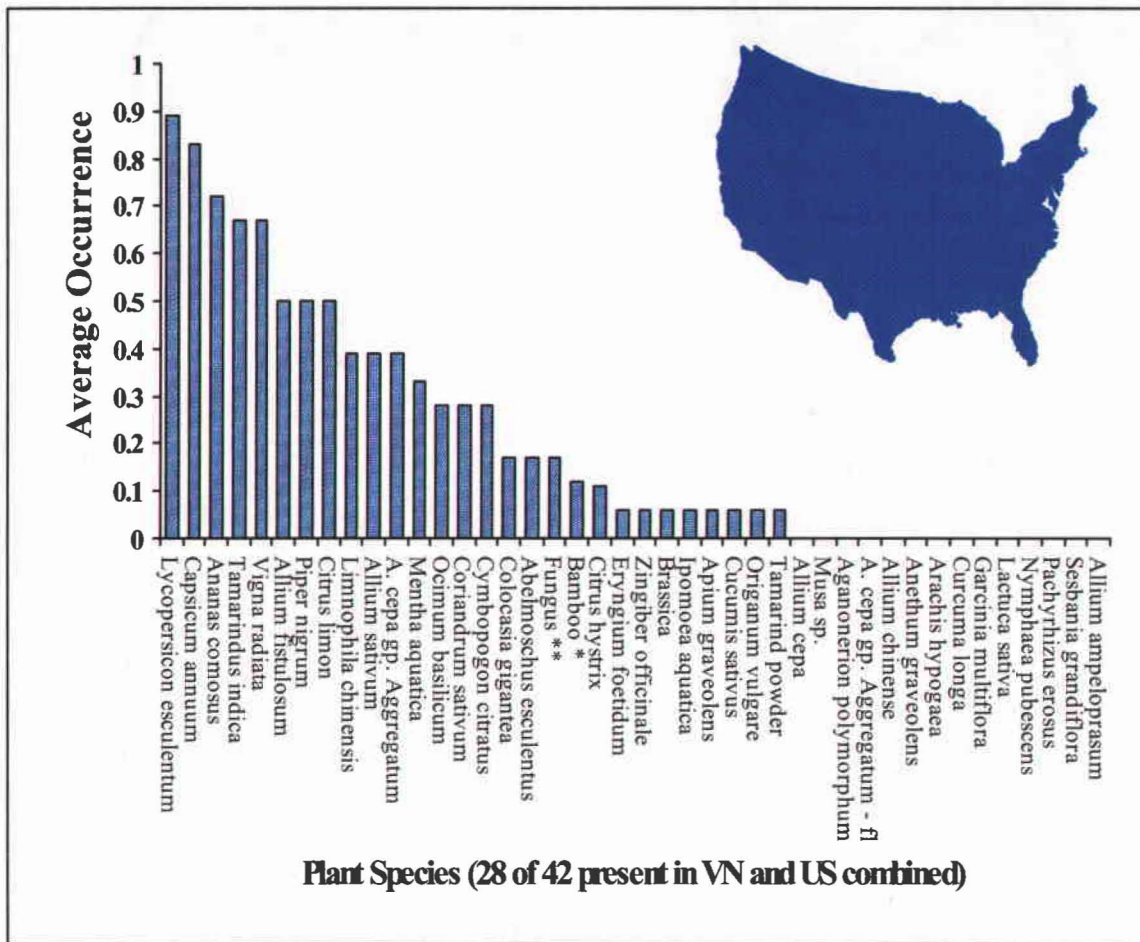 1
0.9
0.8
0.7
0.6
0.5
0.4
0.3
0.2
0.1
0
Average Occurrence
Lycopersicon esculentum
Capsicum annuum
Ananas comosus
Tamarindus indica
Vigna radiata
Allium fistulosum
Piper nigrum
Citrus limon
Limnophila chinensis
Allium sativum
A. cepa gp. Aggregatum
Mentha aquatica
Ocimum basilicum
Coriandrum sativum
Cymbopogon citratus
Colocasia gigantea
Abelmoschus esculentus
Fungus **
Bamboo *
Citrus hystrix
Eryngium foetidum
Zingiber officinale
Brassica
Ipomoea aquatica
Apium graveolens
Cucumis sativus
Origanum vulgare
Tamarind powder
Allium cepa
Musa sp.
Aganonerion polymorphum
A. cepa gp. Aggregatum - fl
Allium chinense
Anethum graveolens
Arachis hypogaea
Curcuma longa
Garcinia multiflora
Lactuca sativa
Nymphaea pubescens
Pachyrhizus erosus
Sesbania grandiflora
Allium ampeloprasum
Plant Species (28 of 42 present in VN and US combined)